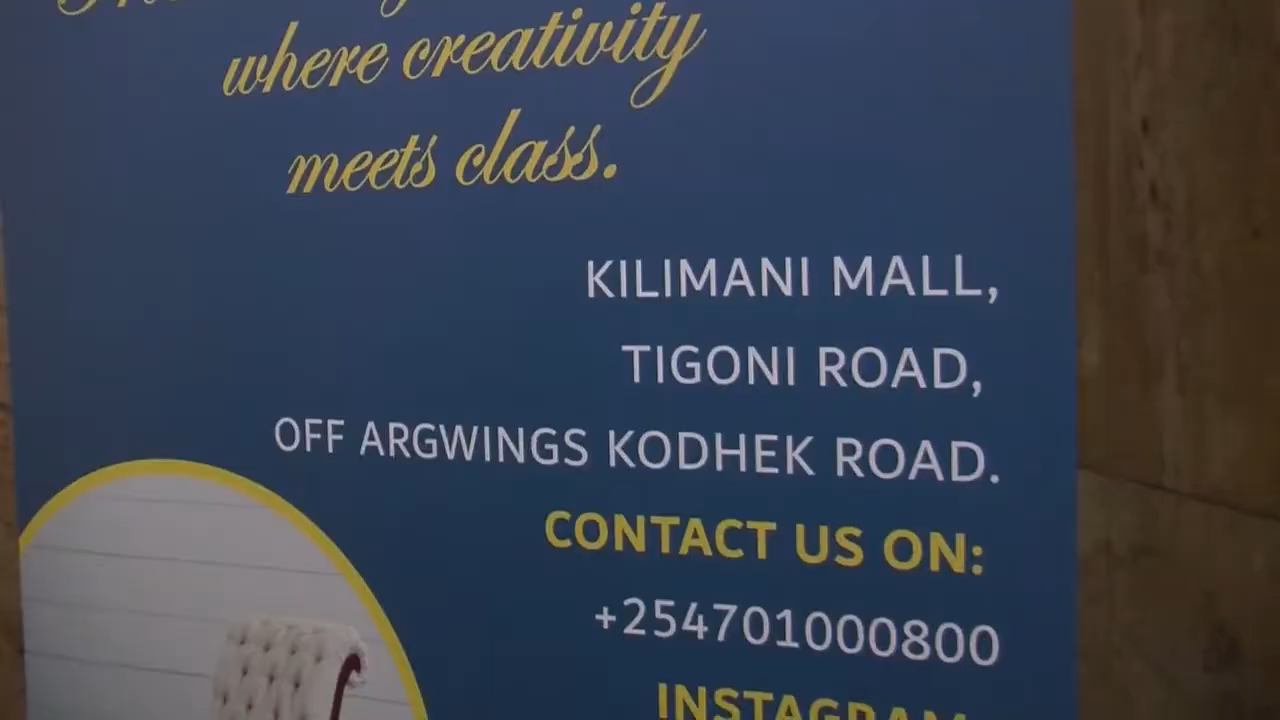 where creativity
meets class.
KILIMANI MALL,
TIGONI ROAD,
OFF ARGWINGS KODHEK ROAD.
CONTACT US ON:
+254701000800
INSTAGRAM